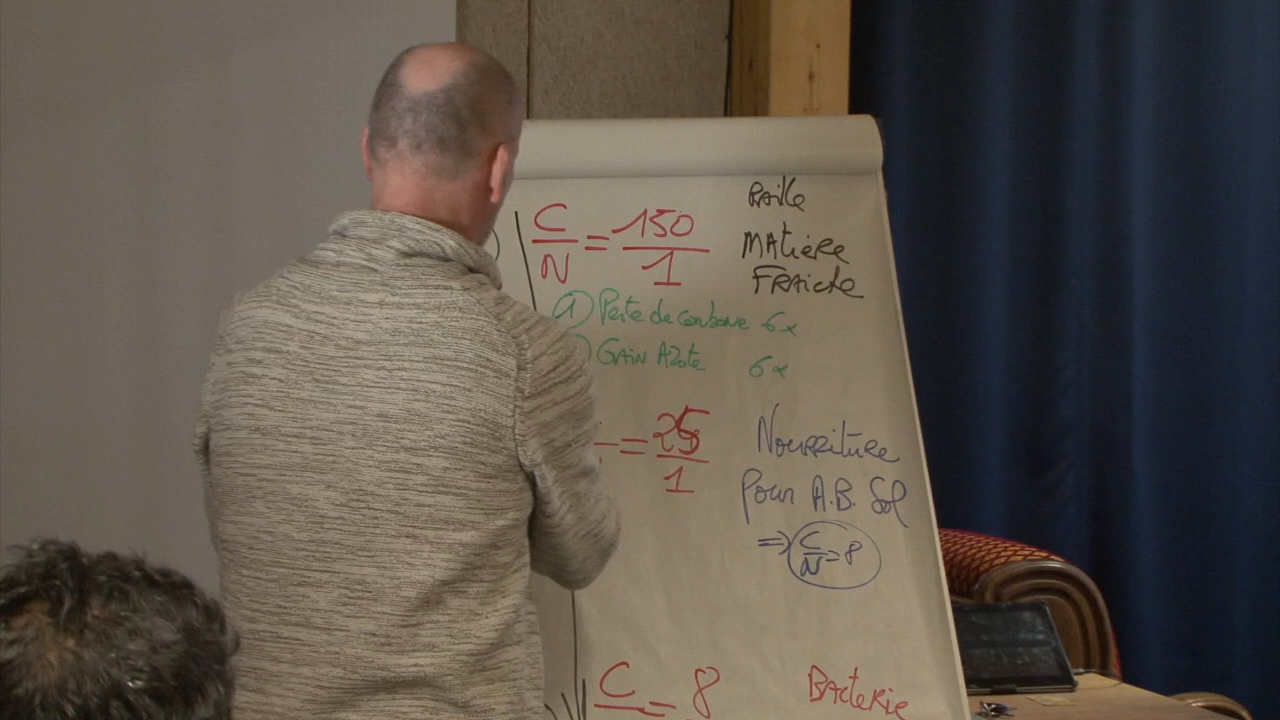 C/N = 150/1
PAille
MAtière
FRAiche
a) Perte de carbone 6x
) GAiN AZote 6x
= 25/1
Nourriture
pour A.B. Sol
=> C/N = 8
C = 8
BActerie